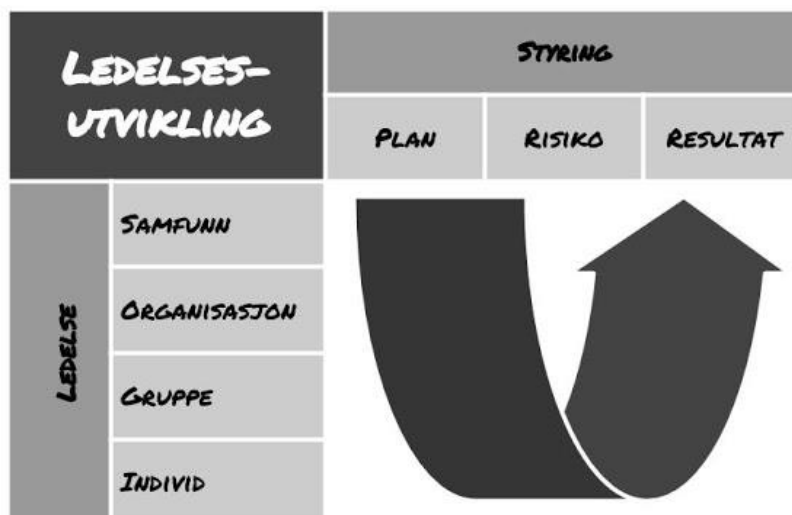 LEDELSES-
UTVIKLING
STYRING
PLAN RISIKO RESULTAT
LEDELSE
SAMFUNN
ORGANISASJON
GRUPPE
INDIVID